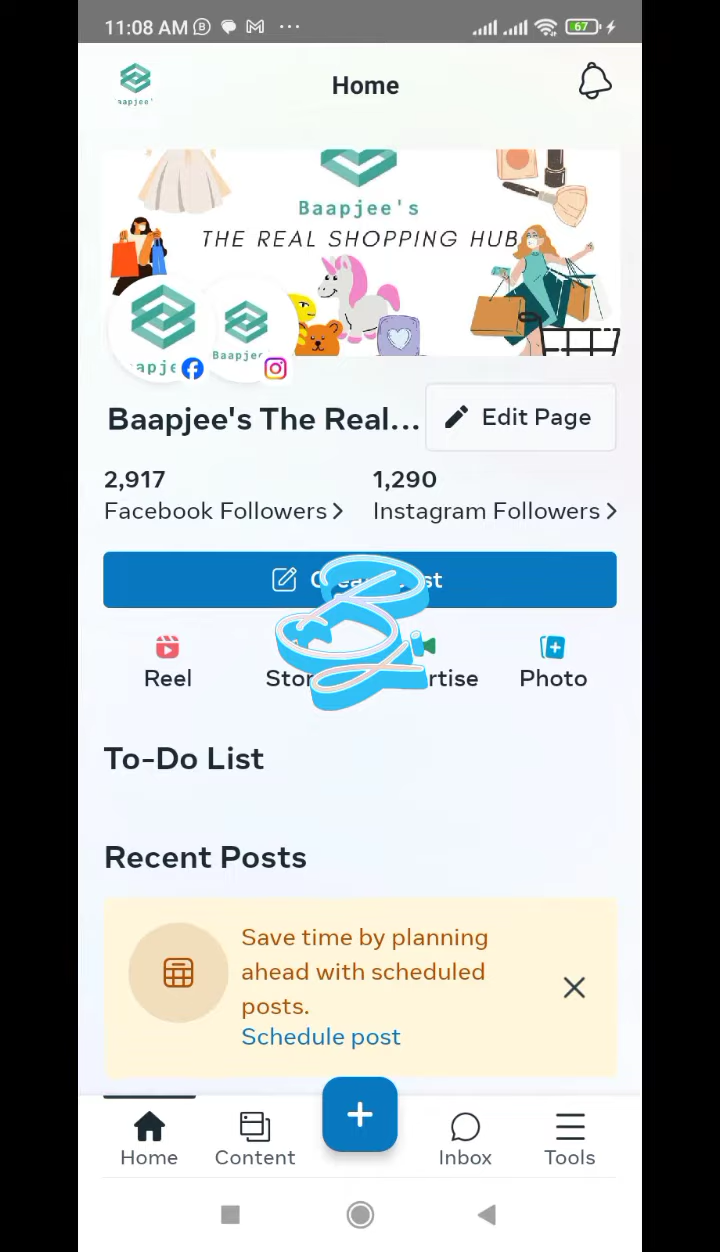 11:08 AM
67
Home
Baapjee's
THE REAL SHOPPING HUB
Baapjee's The Real...
Edit Page
2,917
1,290
Facebook Followers
Instagram Followers
Reel
Photo
To-Do List
Recent Posts
Save time by planning
ahead with scheduled
posts.
Schedule post
Home
Content
Inbox
Tools